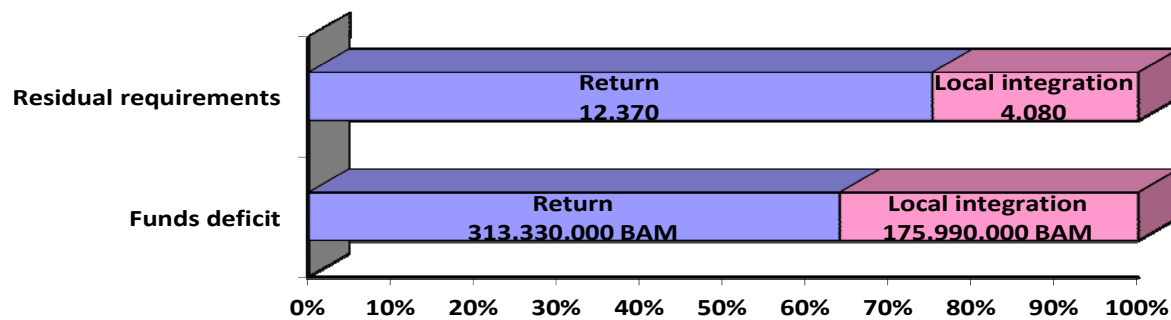 Residual requirements
Return
12.370
Local integration
4.080
Funds deficit
Return
313.330.000 BAM
Local integration
175.990.000 BAM
0% 10% 20% 30% 40% 50% 60% 70% 80% 90% 100%